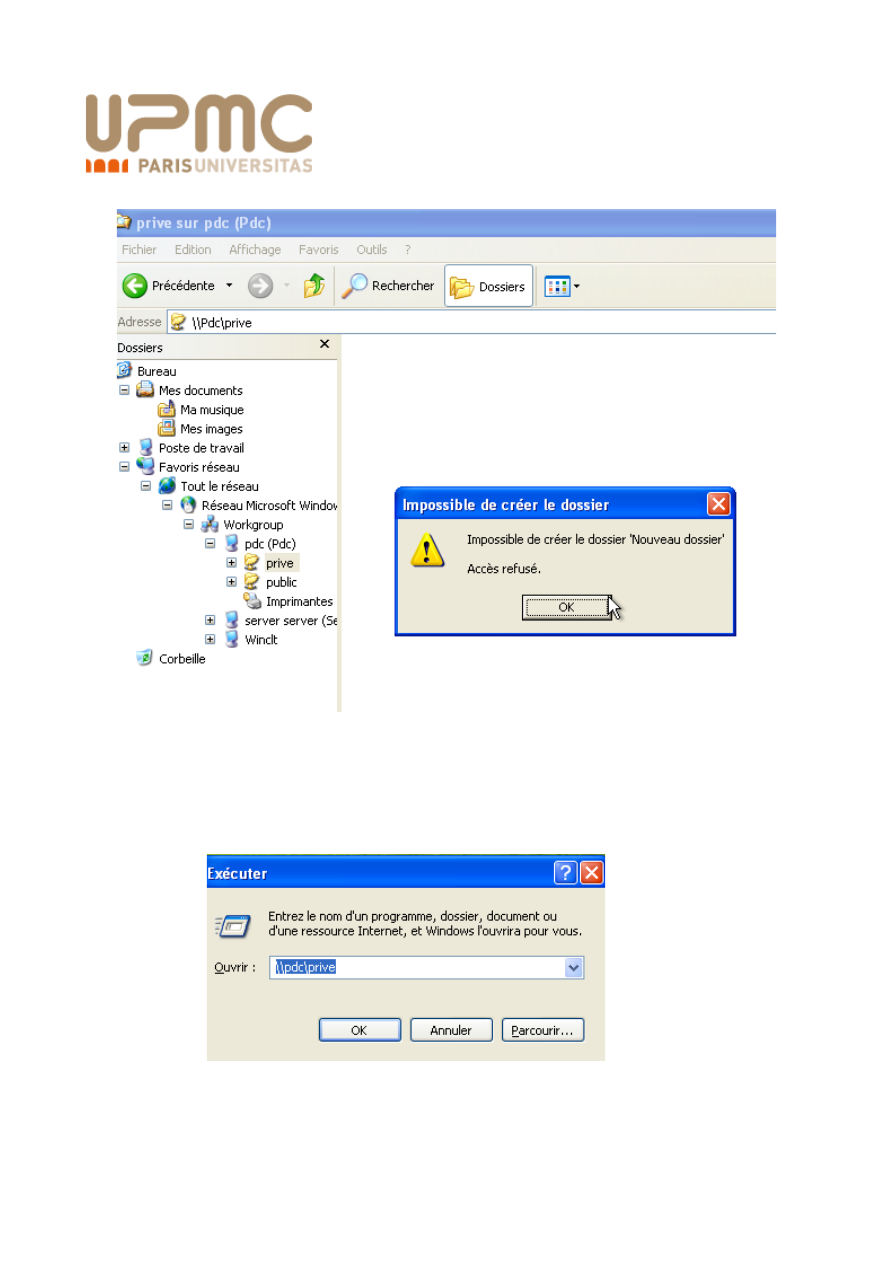 UPMC
PARISUNIVERSITAS
prive sur pdc (Pdc)
Fichier Edition Affichage Favoris Outils ?
Précédente Rechercher Dossiers
Adresse \\Pdc\prive
Dossiers
Bureau
Mes documents
Ma musique
Mes images
Poste de travail
Favoris réseau
Tout le réseau
Réseau Microsoft Window
Workgroup
pdc (Pdc)
prive
public
Imprimantes
server server (Se
Winclt
Corbeille
Impossible de créer le dossier
Impossible de créer le dossier 'Nouveau dossier'
Accès refusé.
OK
Exécuter
Entrez le nom d'un programme, dossier, document ou
d'une ressource Internet, et Windows l'ouvrira pour vous.
Ouvrir : \\pdc\prive
OK Annuler Parcourir...